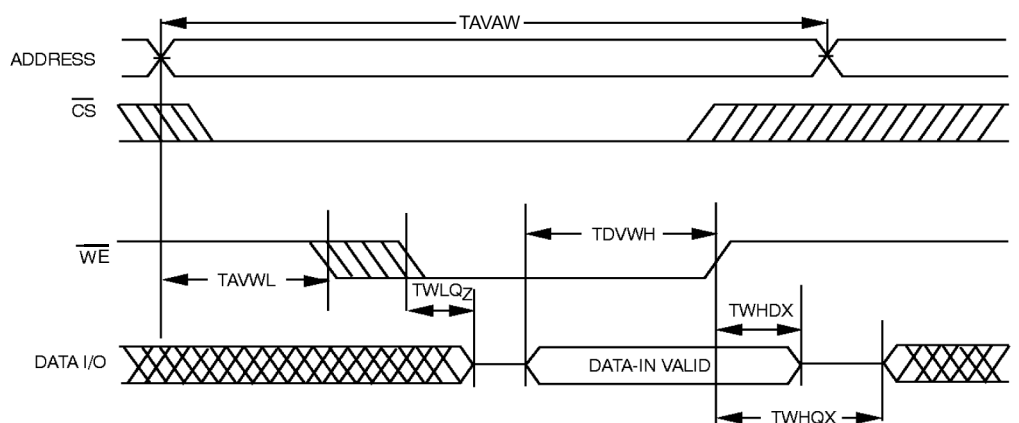 TAVAW
ADDRESS
CS
WE
TDVWH
TAVWL
TWLQZ
TWHDX
DATA I/O
DATA-IN VALID
TWHQX